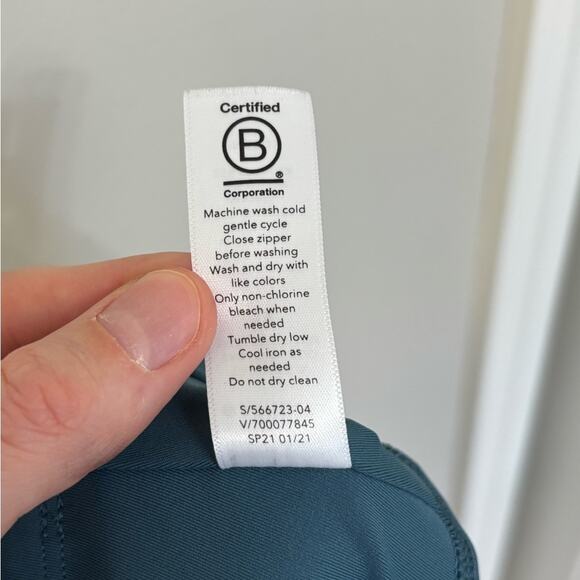 Certified
B
®
Corporation
Machine wash cold
gentle cycle
Close zipper
before washing
Wash and dry with
like colors
Only non-chlorine
bleach when
needed
Tumble dry low
Cool iron as
needed
Do not dry clean
S/566723-04
V/700077845
SP21 01/21